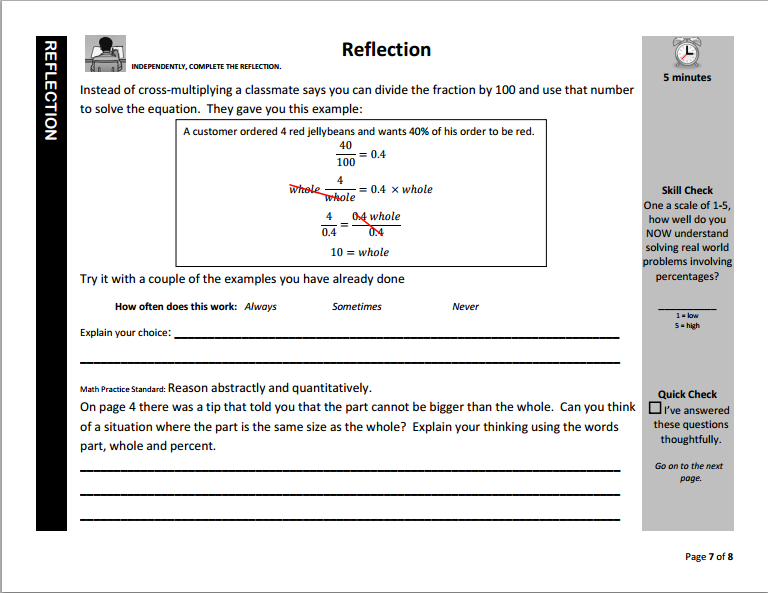 REFLECTION
Reflection
INDEPENDENTLY, COMPLETE THE REFLECTION.
Instead of cross-multiplying a classmate says you can divide the fraction by 100 and use that number
to solve the equation. They gave you this example:
A customer ordered 4 red jellybeans and wants 40% of his order to be red.
40/100 = 0.4
whole 4/whole = 0.4 × whole
4/0.4 = 0.4 whole/0.4
10 = whole
Try it with a couple of the examples you have already done
How often does this work: Always Sometimes Never
Explain your choice:
Math Practice Standard: Reason abstractly and quantitatively.
On page 4 there was a tip that told you that the part cannot be bigger than the whole. Can you think
of a situation where the part is the same size as the whole? Explain your thinking using the words
part, whole and percent.
5 minutes
Skill Check
One a scale of 1-5,
how well do you
NOW understand
solving real world
problems involving
percentages?
1 = low
5 = high
Quick Check
I've answered
these questions
thoughtfully.
Go on to the next
page.
Page 7 of 8